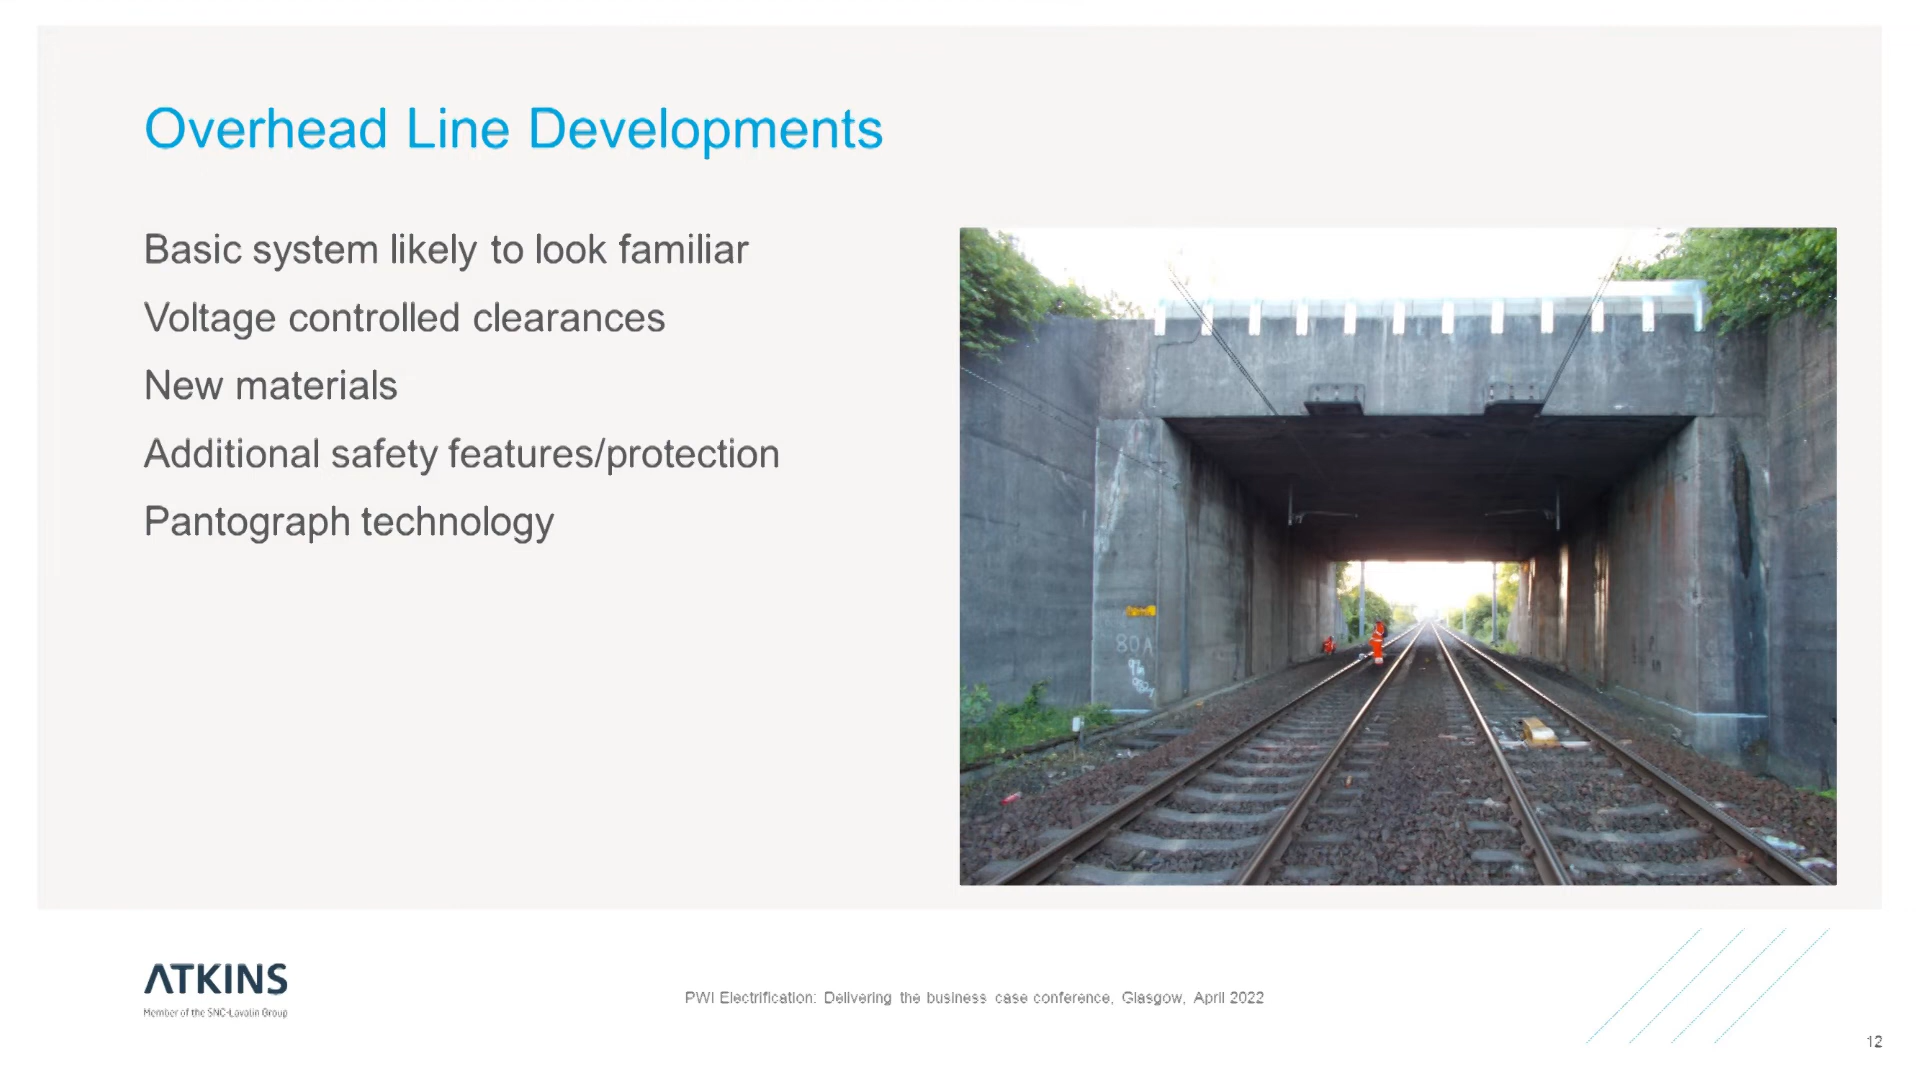 Overhead Line Developments
Basic system likely to look familiar
Voltage controlled clearances
New materials
Additional safety features/protection
Pantograph technology
80A
ATKINS
Member of the SNC-Lavalin Group
PWI Electrification: Delivering the business case conference, Glasgow, April 2022
12